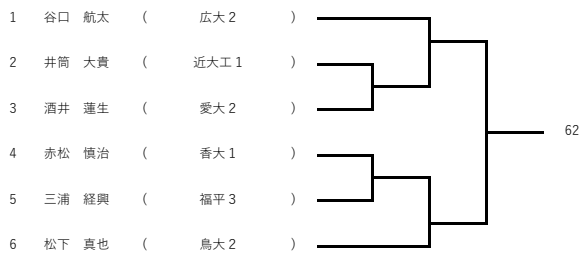 1 谷口 航太 ( 広大 2 )
2 井筒 大貴 ( 近大工 1 )
3 酒井 蓮生 ( 愛大 2 )
62
4 赤松 慎治 ( 香大 1 )
5 三浦 経興 ( 福平 3 )
6 松下 真也 ( 鳥大 2 )